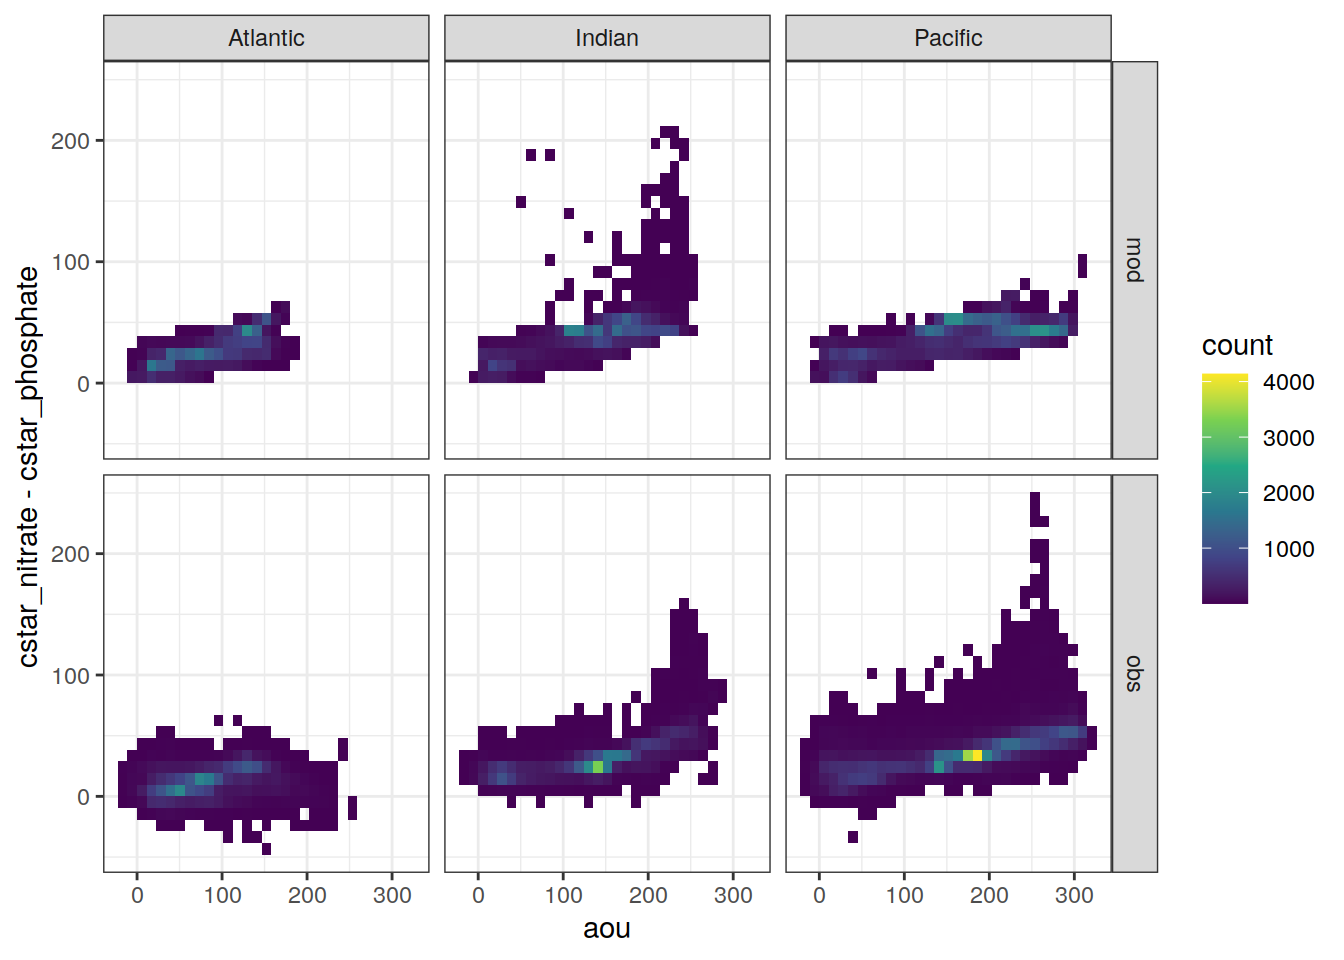 Atlantic Indian Pacific
200
100
0
mod
cstar_nitrate - cstar_phosphate
count
4000
3000
2000
1000
200
100
0
obs
0 100 200 300 0 100 200 300 0 100 200 300
aou